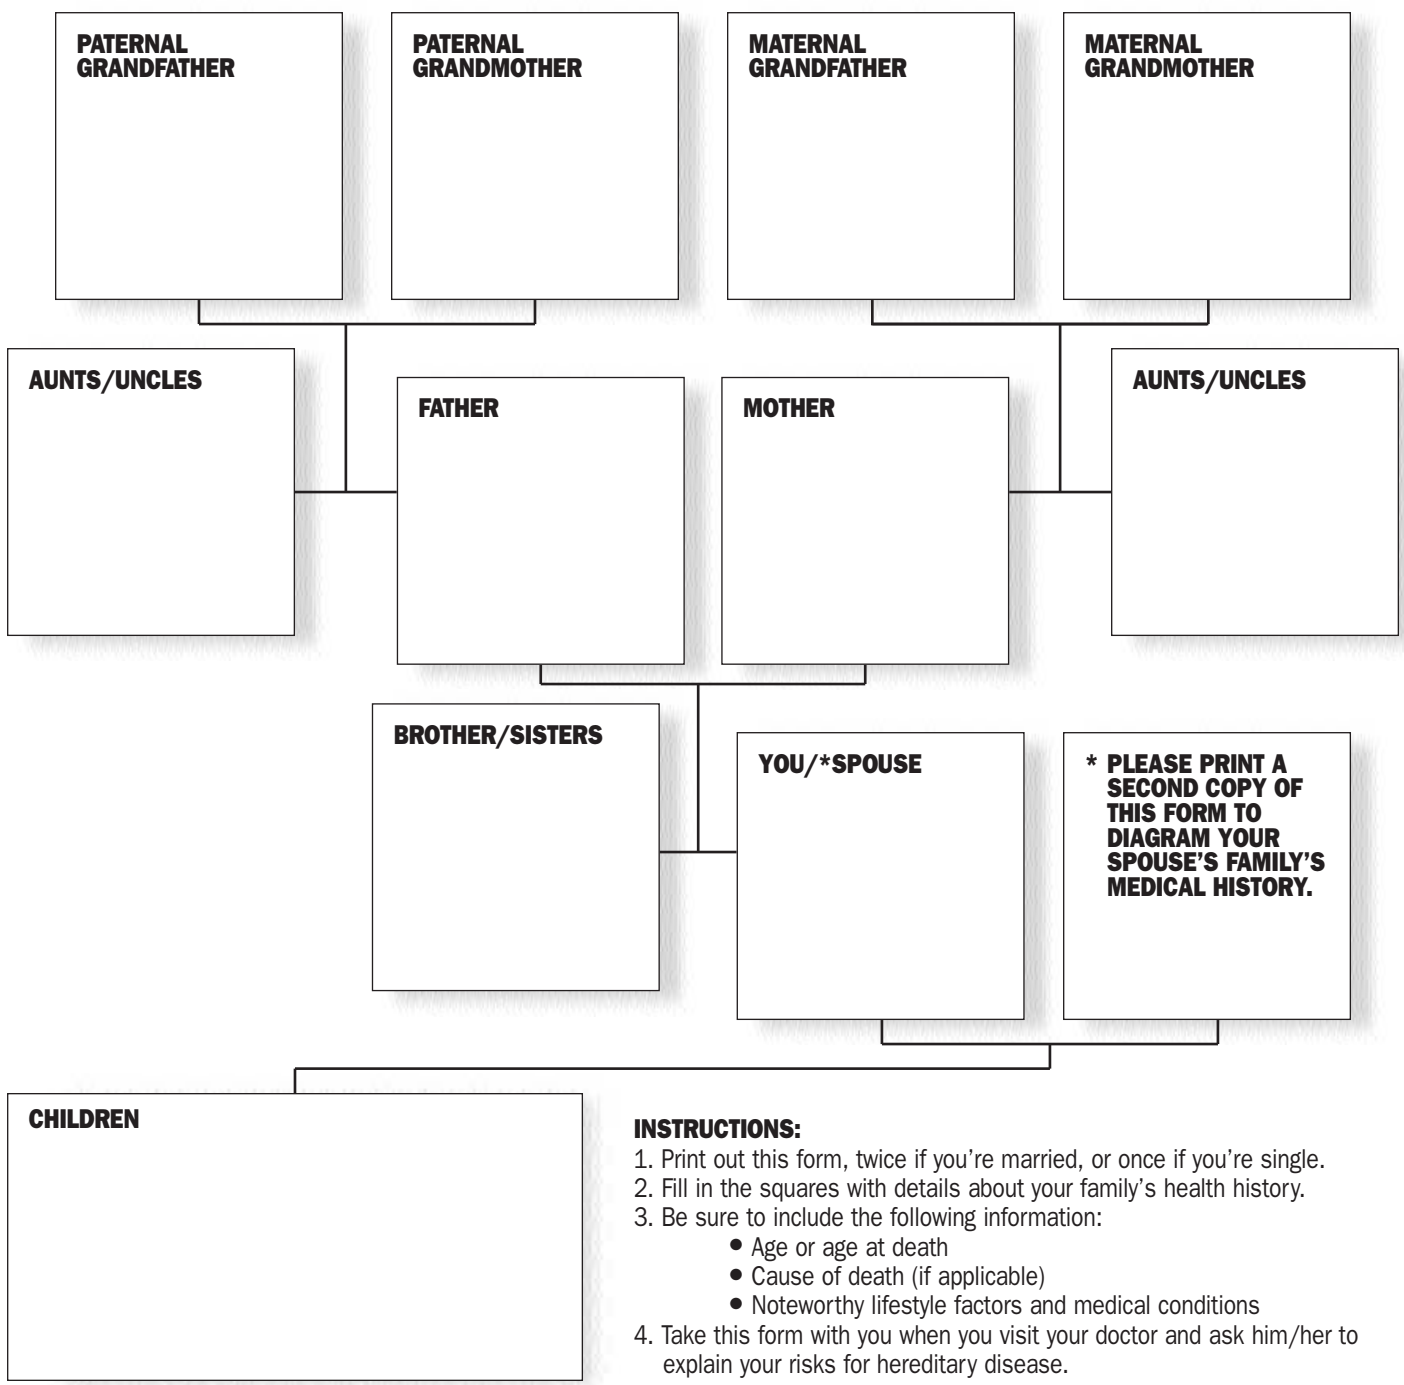 PATERNAL
GRANDFATHER
PATERNAL
GRANDMOTHER
MATERNAL
GRANDFATHER
MATERNAL
GRANDMOTHER
AUNTS/UNCLES
FATHER
MOTHER
AUNTS/UNCLES
BROTHER/SISTERS
YOU/*SPOUSE
* PLEASE PRINT A
SECOND COPY OF
THIS FORM TO
DIAGRAM YOUR
SPOUSE’S FAMILY’S
MEDICAL HISTORY.
CHILDREN
INSTRUCTIONS:
1. Print out this form, twice if you’re married, or once if you’re single.
2. Fill in the squares with details about your family’s health history.
3. Be sure to include the following information:
• Age or age at death
• Cause of death (if applicable)
• Noteworthy lifestyle factors and medical conditions
4. Take this form with you when you visit your doctor and ask him/her to
explain your risks for hereditary disease.